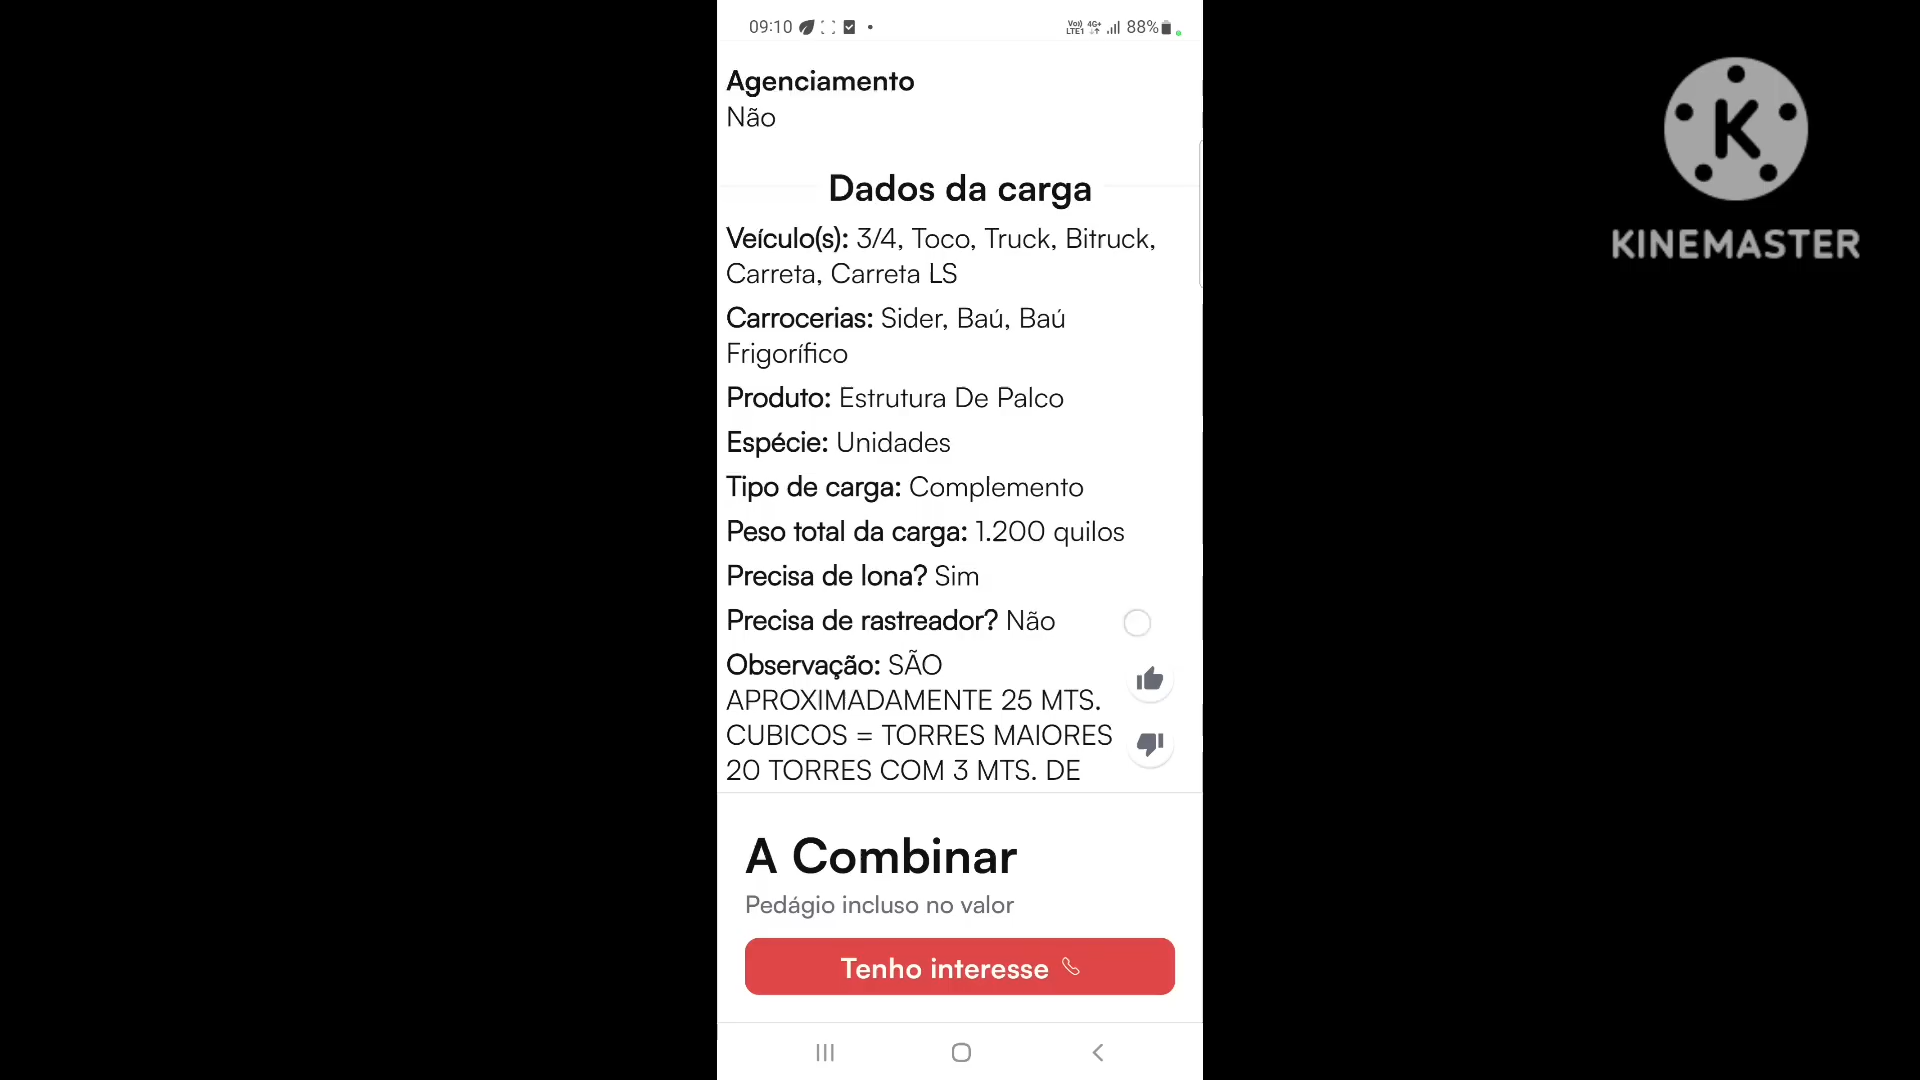 09:10
Vo)) LTE1 4G+ 88%
Agenciamento
Não
Dados da carga
Veículo(s): 3/4, Toco, Truck, Bitruck,
Carreta, Carreta LS
Carrocerias: Sider, Baú, Baú
Frigorífico
Produto: Estrutura De Palco
Espécie: Unidades
Tipo de carga: Complemento
Peso total da carga: 1.200 quilos
Precisa de lona? Sim
Precisa de rastreador? Não
Observação: SÃO
APROXIMADAMENTE 25 MTS.
CUBICOS = TORRES MAIORES
20 TORRES COM 3 MTS. DE
A Combinar
Pedágio incluso no valor
Tenho interesse
K
KINEMASTER